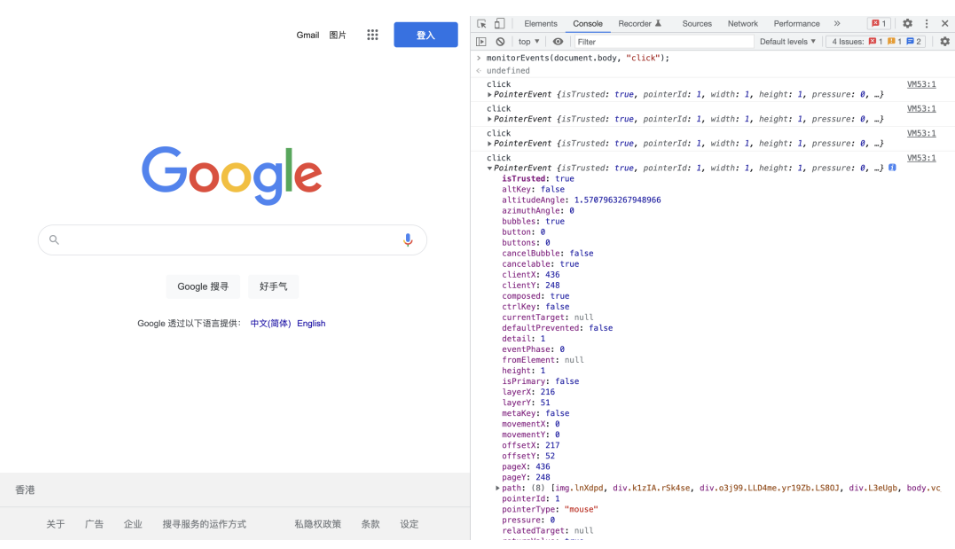 Gmail 图片 登入
Google
Google 搜寻 好手气
Google 透过以下语言提供： 中文(简体) English
香港
关于 广告 企业 搜寻服务的运作方式 私隐权政策 条款 设定
Elements Console Recorder Sources Network Performance » 1
top ▼ Filter Default levels ▼ 4 Issues: 1 1 2
> monitorEvents(document.body, "click");
< undefined
click VM53:1
▶ PointerEvent {isTrusted: true, pointerId: 1, width: 1, height: 1, pressure: 0, …}
click VM53:1
▶ PointerEvent {isTrusted: true, pointerId: 1, width: 1, height: 1, pressure: 0, …}
click VM53:1
▶ PointerEvent {isTrusted: true, pointerId: 1, width: 1, height: 1, pressure: 0, …}
click VM53:1
▼ PointerEvent {isTrusted: true, pointerId: 1, width: 1, height: 1, pressure: 0, …} i
isTrusted: true
altKey: false
altitudeAngle: 1.5707963267948966
azimuthAngle: 0
bubbles: true
button: 0
buttons: 0
cancelBubble: false
cancelable: true
clientX: 436
clientY: 248
composed: true
ctrlKey: false
currentTarget: null
defaultPrevented: false
detail: 1
eventPhase: 0
fromElement: null
height: 1
isPrimary: false
layerX: 216
layerY: 51
metaKey: false
movementX: 0
movementY: 0
offsetX: 217
offsetY: 52
pageX: 436
pageY: 248
▶ path: (8) [img.lnXdpd, div.k1zIA.rSk4se, div.o3j99.LLD4me.yr19Zb.LS8OJ, div.L3eUgb, body.vc
pointerId: 1
pointerType: "mouse"
pressure: 0
relatedTarget: null